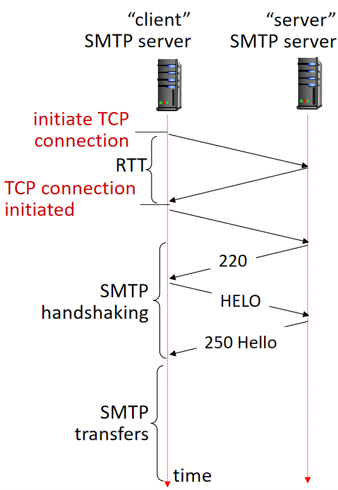 “client”
SMTP server
“server”
SMTP server
initiate TCP
connection
RTT
TCP connection
initiated
220
SMTP
handshaking
HELO
250 Hello
SMTP
transfers
time